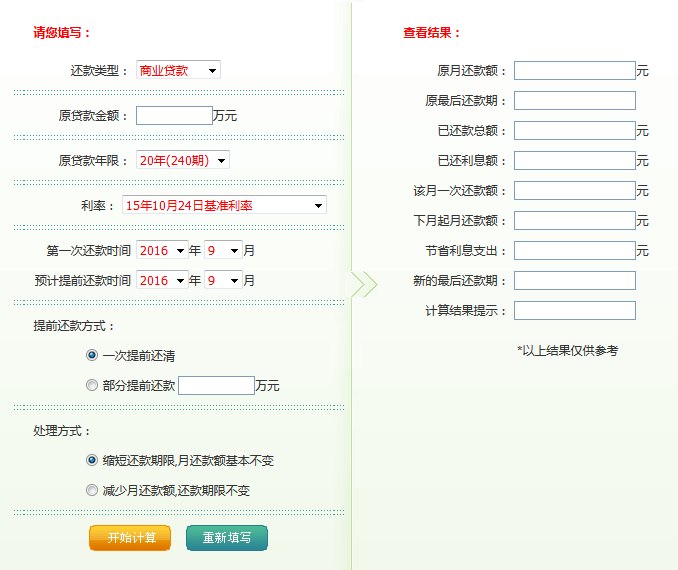 请您填写：
还款类型： 商业贷款
原贷款金额： 万元
原贷款年限： 20年(240期)
利率： 15年10月24日基准利率
第一次还款时间 2016 年 9 月
预计提前还款时间 2016 年 9 月
提前还款方式：
一次提前还清
部分提前还款 万元
处理方式：
缩短还款期限,月还款额基本不变
减少月还款额,还款期限不变
开始计算 重新填写
查看结果：
原月还款额： 元
原最后还款期：
已还款总额： 元
已还利息额： 元
该月一次还款额： 元
下月起月还款额： 元
节省利息支出： 元
新的最后还款期：
计算结果提示：
*以上结果仅供参考